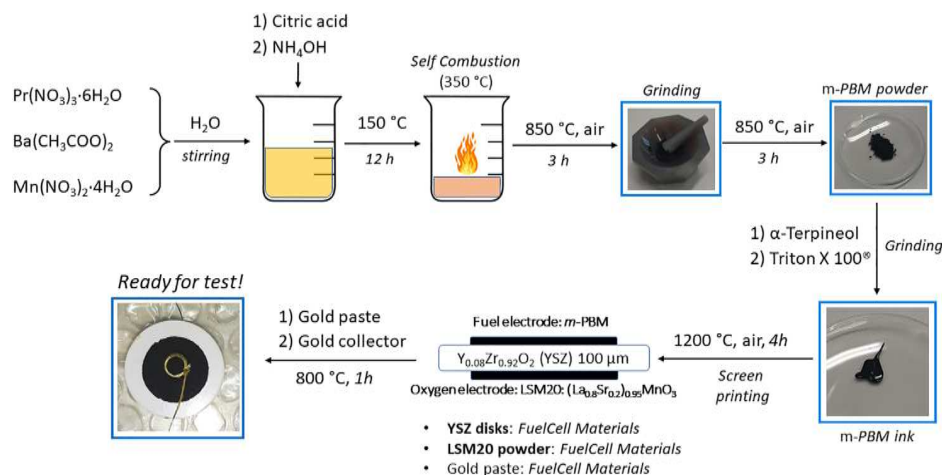 1) Citric acid
2) NH₄OH
Pr(NO₃)₃·6H₂O
Ba(CH₃COO)₂
Mn(NO₃)₂·4H₂O
H₂O
stirring
150 °C
12 h
Self Combustion
(350 °C)
850 °C, air
3 h
Grinding
850 °C, air
3 h
m-PBM powder
1) α-Terpineol
2) Triton X 100®
Grinding
m-PBM ink
1200 °C, air, 4h
Screen
printing
Fuel electrode: m-PBM
Y₀.₀₈Zr₀.₉₂O₂ (YSZ) 100 μm
Oxygen electrode: LSM20: (La₀.₈Sr₀.₂)₀.₉₅MnO₃
1) Gold paste
2) Gold collector
800 °C, 1h
Ready for test!
• YSZ disks: FuelCell Materials
• LSM20 powder: FuelCell Materials
• Gold paste: FuelCell Materials